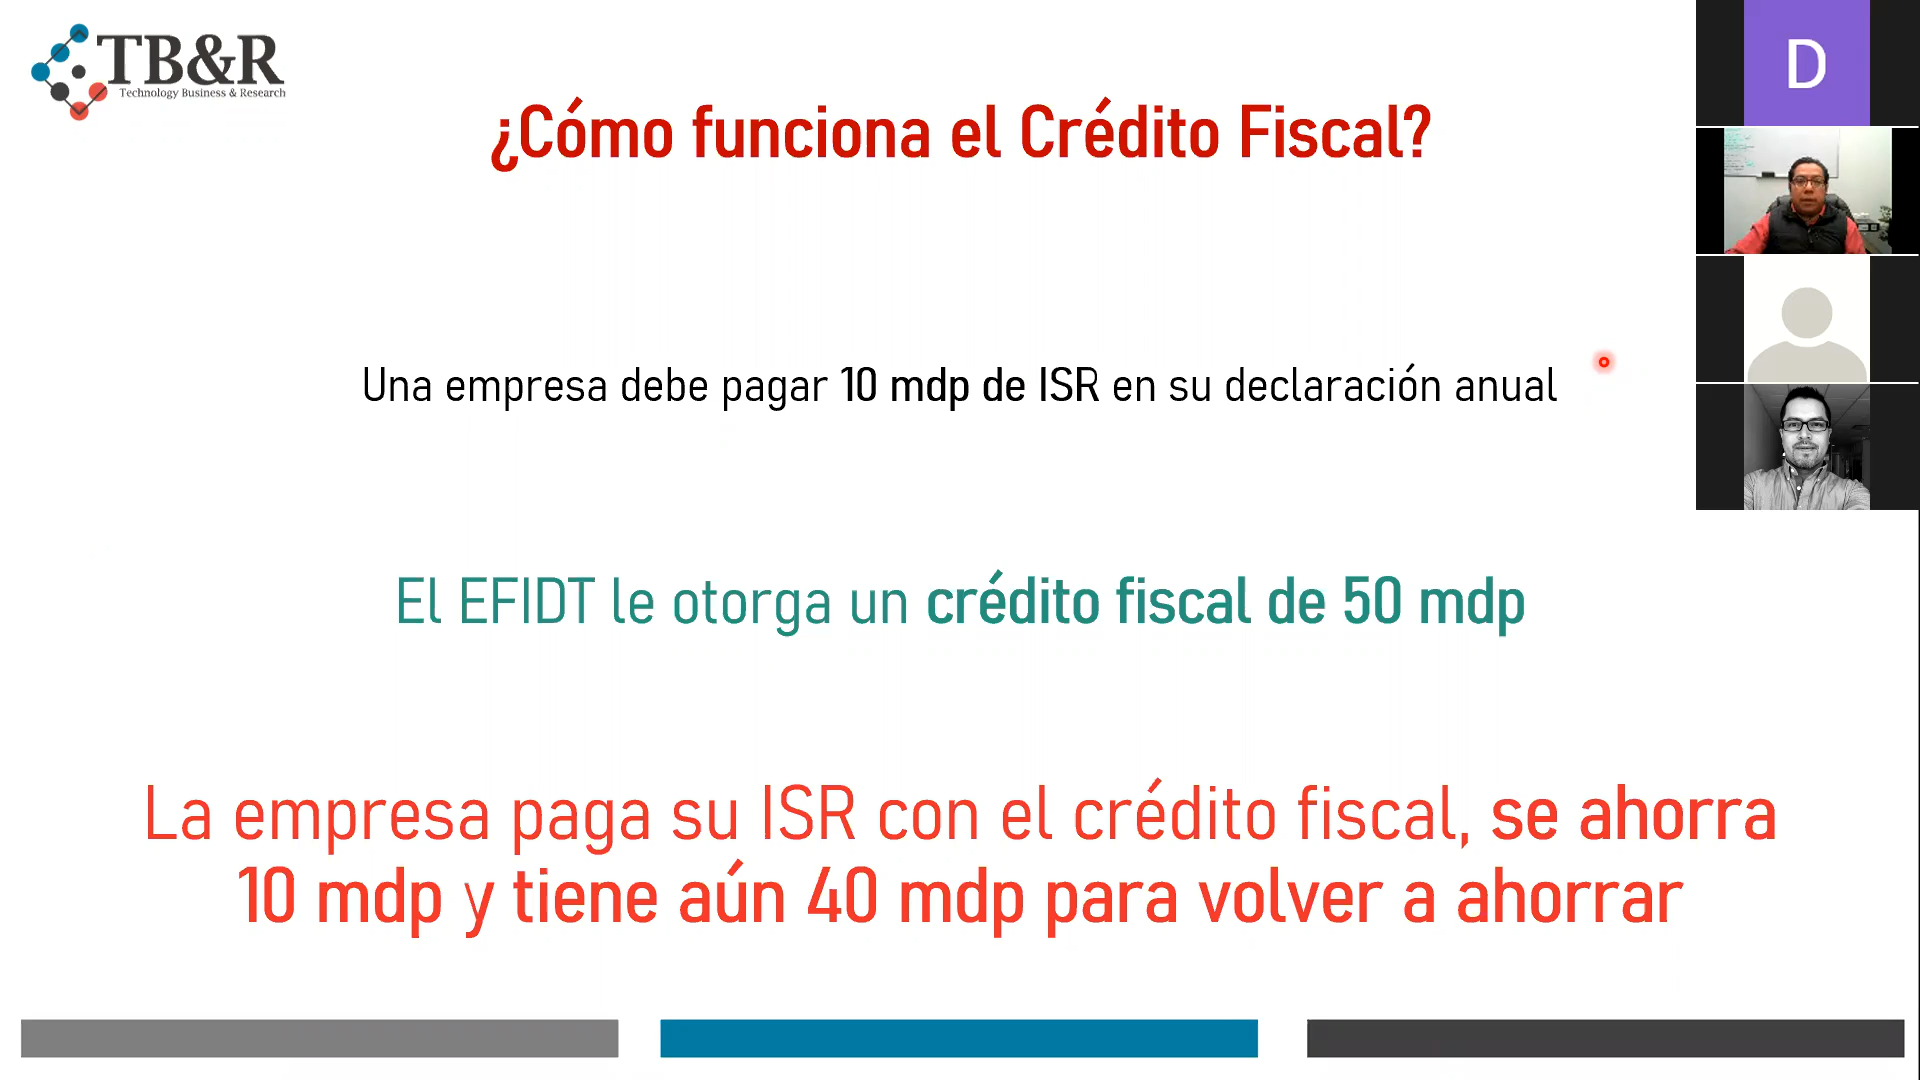 TB&R
Technology Business & Research
¿Cómo funciona el Crédito Fiscal?
D
Una empresa debe pagar 10 mdp de ISR en su declaración anual
El EFIDT le otorga un crédito fiscal de 50 mdp
La empresa paga su ISR con el crédito fiscal, se ahorra
10 mdp y tiene aún 40 mdp para volver a ahorrar